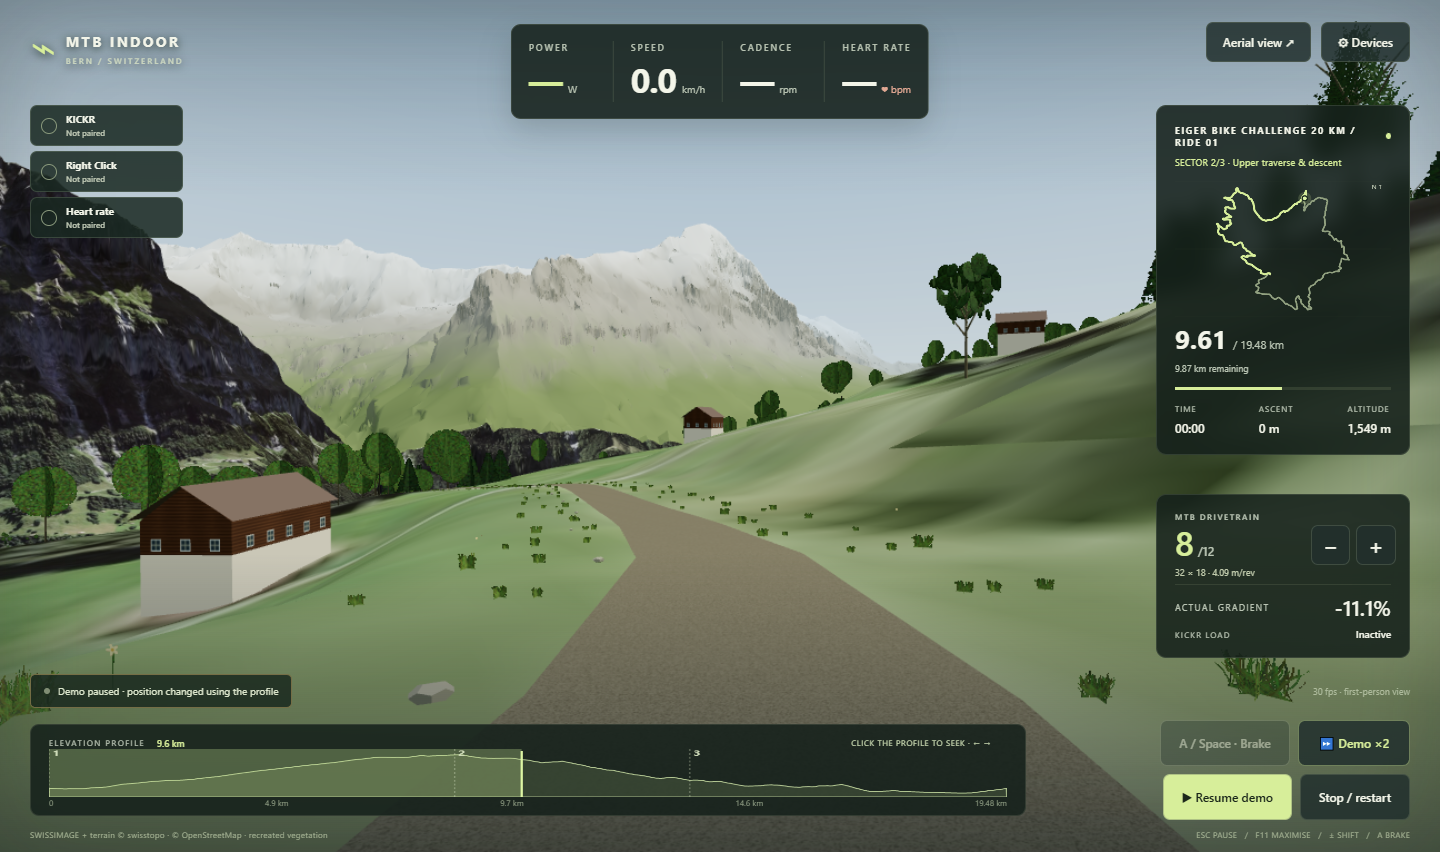 MTB INDOOR
BERN / SWITZERLAND
POWER
W
SPEED
0.0 km/h
CADENCE
rpm
HEART RATE
♥ bpm
Aerial view ↗
⚙ Devices
KICKR
Not paired
Right Click
Not paired
Heart rate
Not paired
EIGER BIKE CHALLENGE 20 KM /
RIDE 01
SECTOR 2/3 · Upper traverse & descent
N ↑
9.61 / 19.48 km
9.87 km remaining
TIME ASCENT ALTITUDE
00:00 0 m 1,549 m
MTB DRIVETRAIN
8 /12
− +
32 × 18 · 4.09 m/rev
ACTUAL GRADIENT -11.1%
KICKR LOAD Inactive
30 fps · first-person view
Demo paused · position changed using the profile
ELEVATION PROFILE 9.6 km
CLICK THE PROFILE TO SEEK · ← →
1 2 3
0 4.9 km 9.7 km 14.6 km 19.48 km
A / Space · Brake
⏩ Demo ×2
▶ Resume demo
Stop / restart
SWISSIMAGE + terrain © swisstopo · © OpenStreetMap · recreated vegetation
ESC PAUSE / F11 MAXIMISE / ± SHIFT / A BRAKE